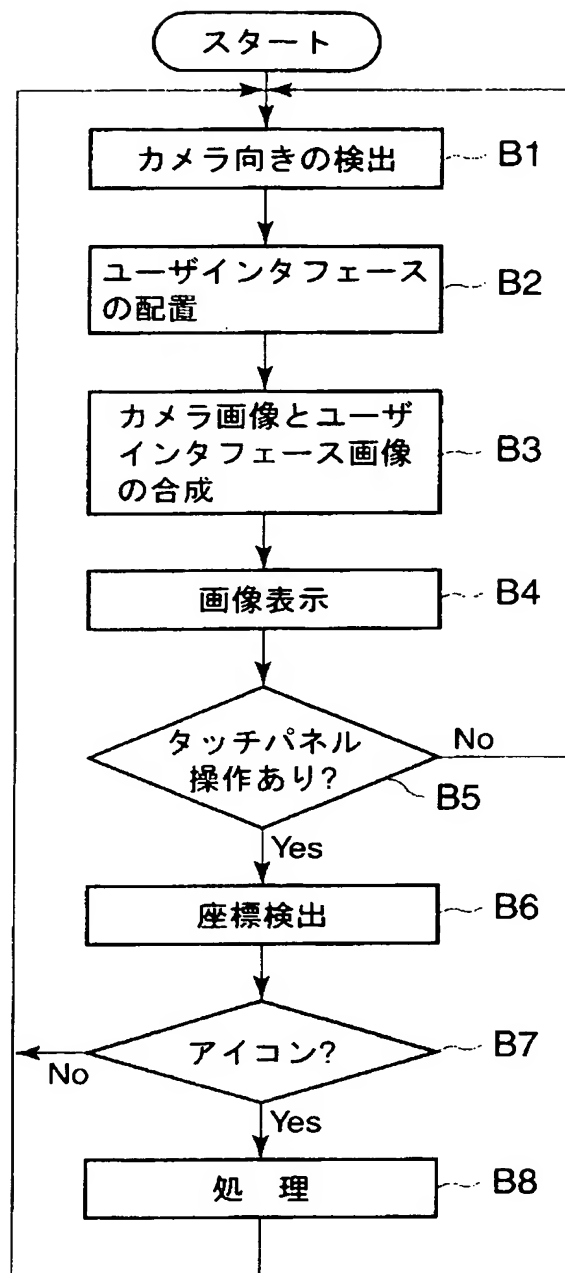 スタート
カメラ向きの検出
B1
ユーザインタフェース
の配置
B2
カメラ画像とユーザ
インタフェース画像
の合成
B3
画像表示
B4
タッチパネル
操作あり?
No
B5
Yes
座標検出
B6
アイコン?
B7
No
Yes
処 理
B8